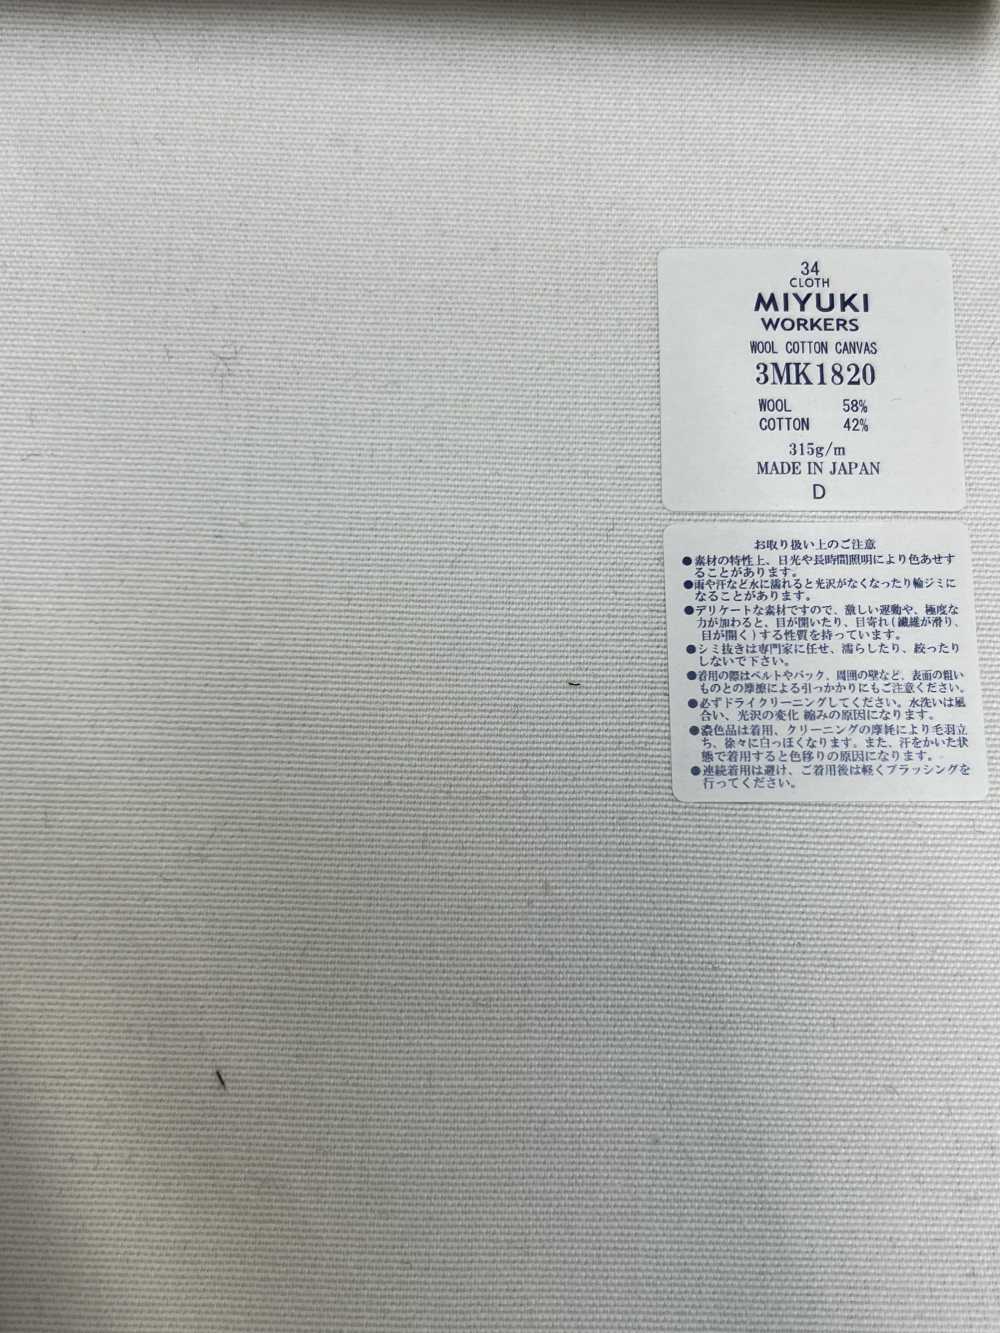 34
CLOTH
MIYUKI
WORKERS
WOOL COTTON CANVAS
3MK1820
WOOL 58%
COTTON 42%
315g/m
MADE IN JAPAN
D
お取り扱い上のご注意
●素材の特性上、日光や長時間照明により色あせす
ることがあります。
●雨や汗など水に濡れると光沢がなくなったり輪ジミに
なることがあります。
●デリケートな素材ですので、激しい運動や、極度な
力が加わると、目が開いたり、目寄れ(繊維が滑り、
目が開く)する性質を持っています。
●シミ抜きは専門家に任せ、濡らしたり、絞ったり
しないで下さい。
●着用の際はベルトやバック、周囲の壁など、表面の粗い
ものとの摩擦による引っかかりにもご注意ください。
●必ずドライクリーニングしてください。水洗いは風
合い、光沢の変化 縮みの原因になります。
●濃色品は着用、クリーニングの摩耗により毛羽立
ち、徐々に白っぽくなります。また、汗をかいた状
態で着用すると色移りの原因になります。
●連続着用は避け、ご着用後は軽くブラッシングを
行ってください。